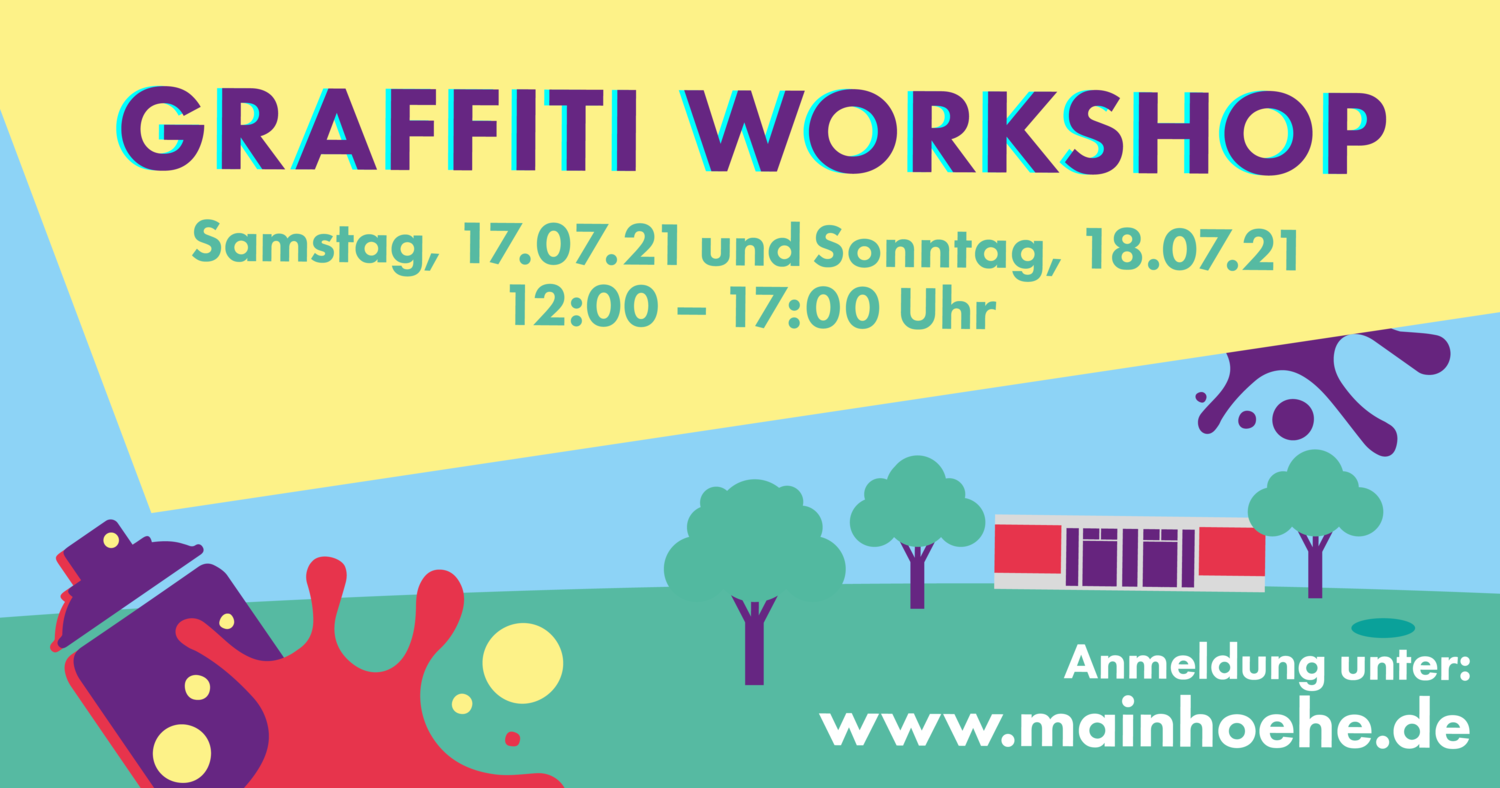 GRAFFITI WORKSHOP
Samstag, 17.07.21 und Sonntag, 18.07.21
12:00 – 17:00 Uhr
Anmeldung unter:
www.mainhoehe.de